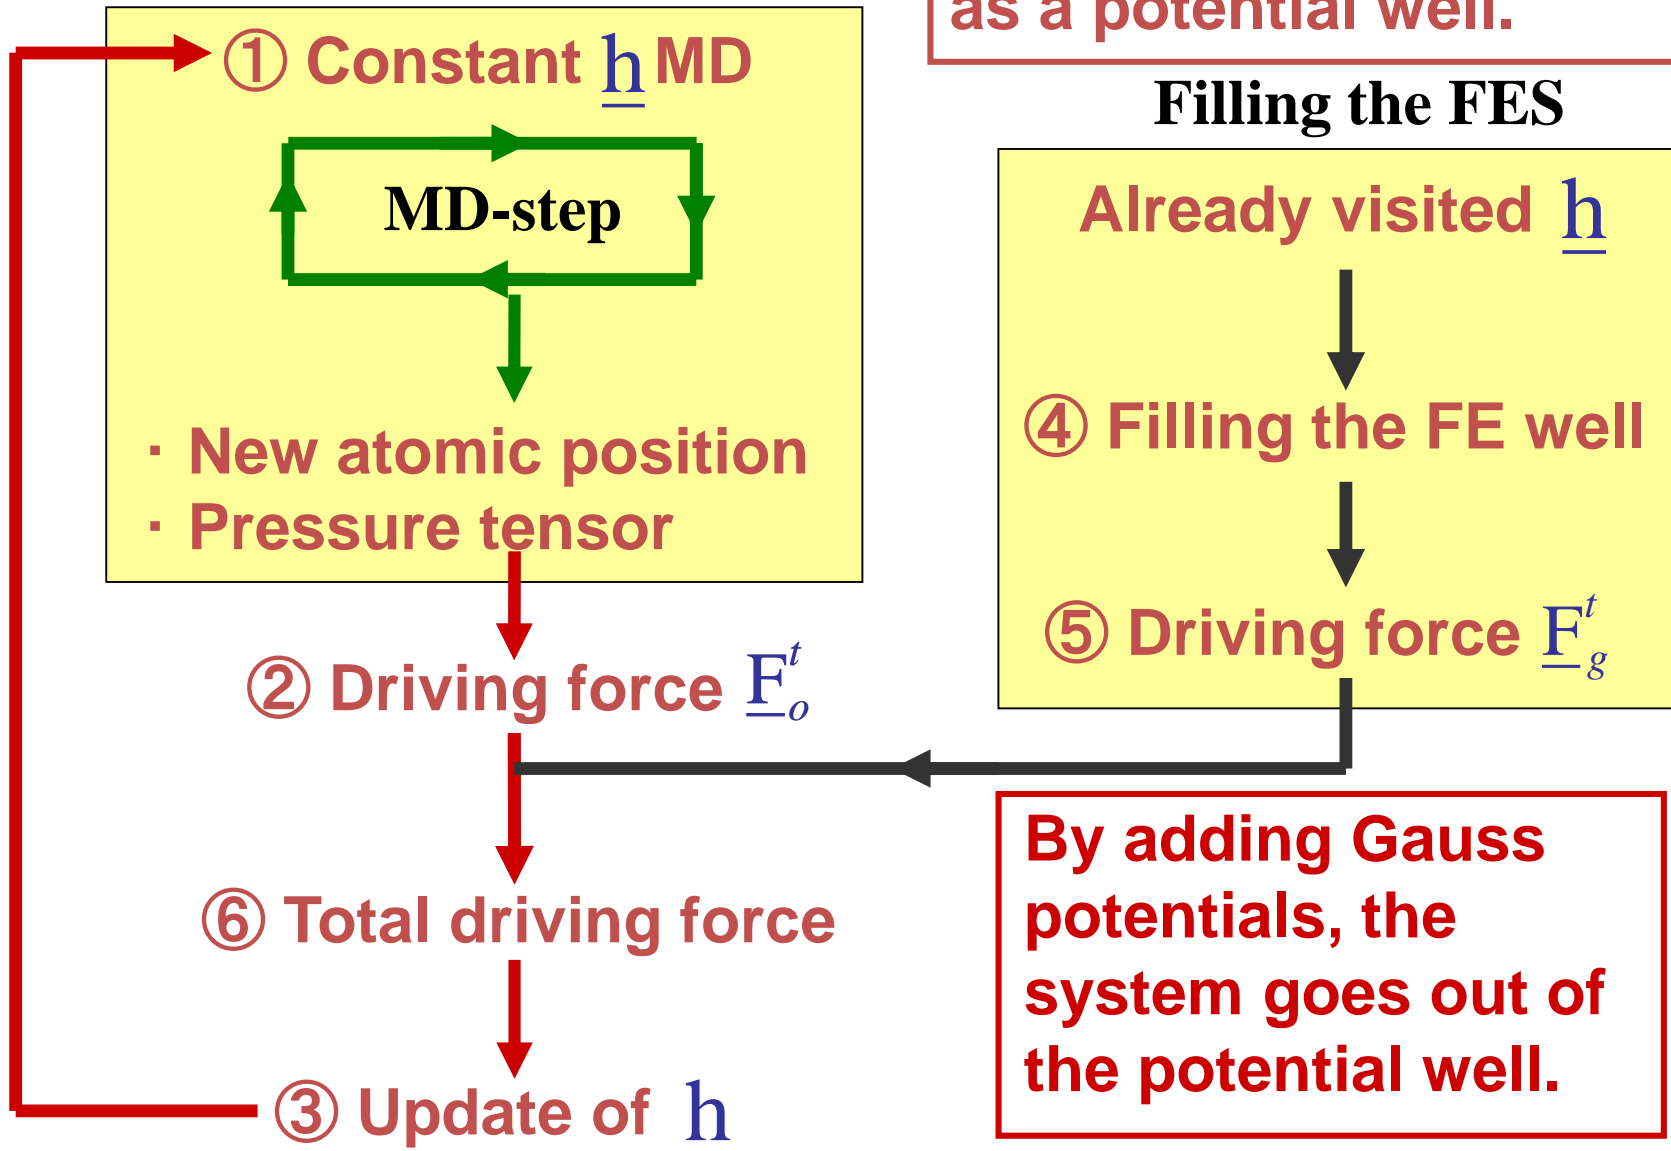 as a potential well.
① Constant h MD
MD-step
· New atomic position
· Pressure tensor
② Driving force F_o^t
⑥ Total driving force
③ Update of h
Filling the FES
Already visited h
④ Filling the FE well
⑤ Driving force F_g^t
By adding Gauss
potentials, the
system goes out of
the potential well.